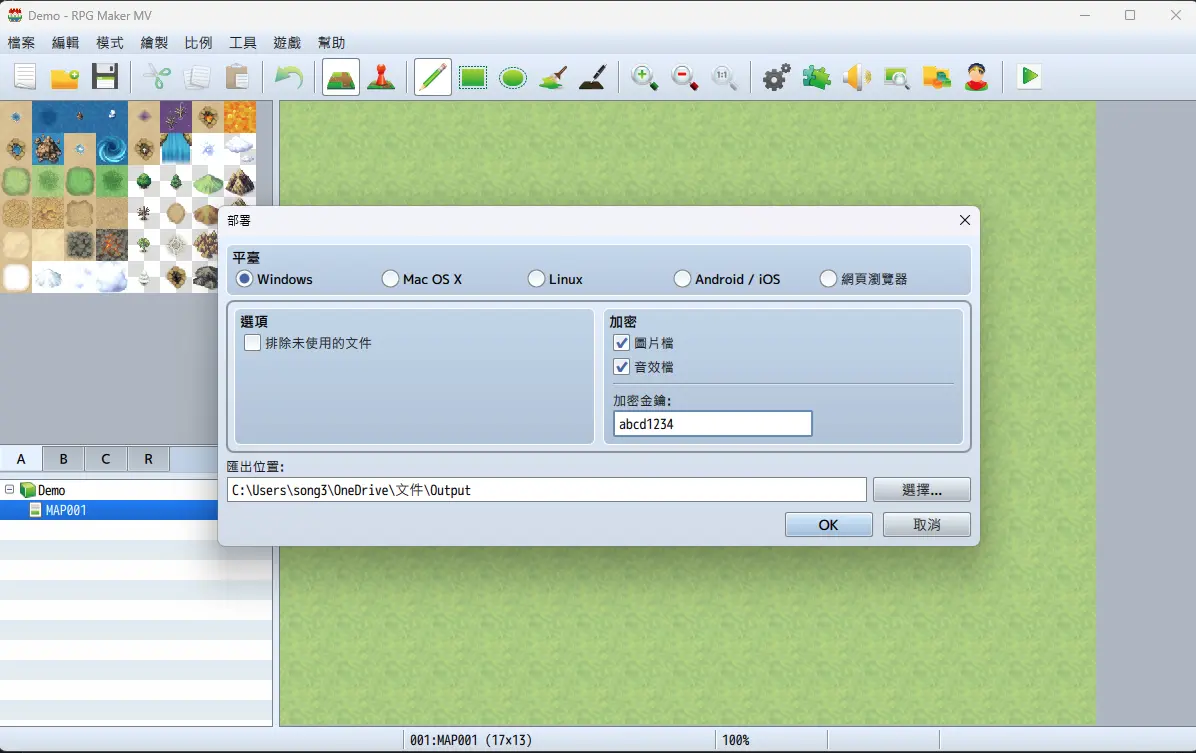 Demo - RPG Maker MV
檔案 編輯 模式 繪製 比例 工具 遊戲 幫助
1:1
部署
平臺
Windows Mac OS X Linux Android / iOS 網頁瀏覽器
選項
排除未使用的文件
加密
圖片檔
音效檔
加密金鑰:
abcd1234
匯出位置:
C:\Users\song3\OneDrive\文件\Output 選擇...
OK 取消
A B C R
Demo
MAP001
001:MAP001 (17x13) 100%